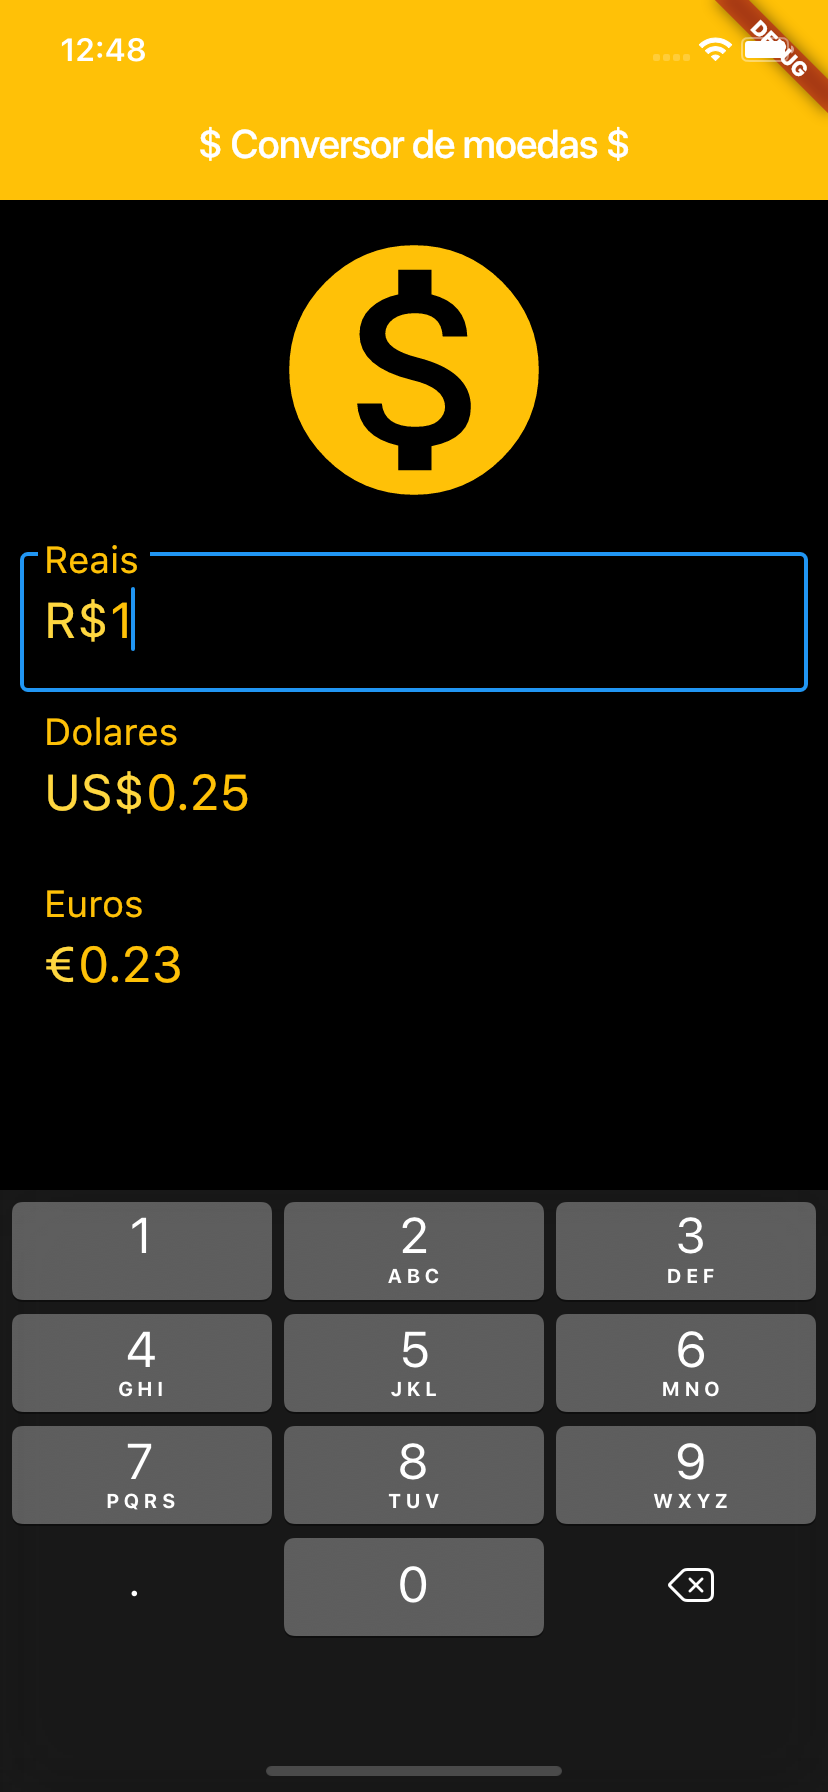 12:48
DEBUG
$ Conversor de moedas $
$
Reais
R$1
Dolares
US$0.25
Euros
€0.23
1
2
ABC
3
DEF
4
GHI
5
JKL
6
MNO
7
PQRS
8
TUV
9
WXYZ
.
0